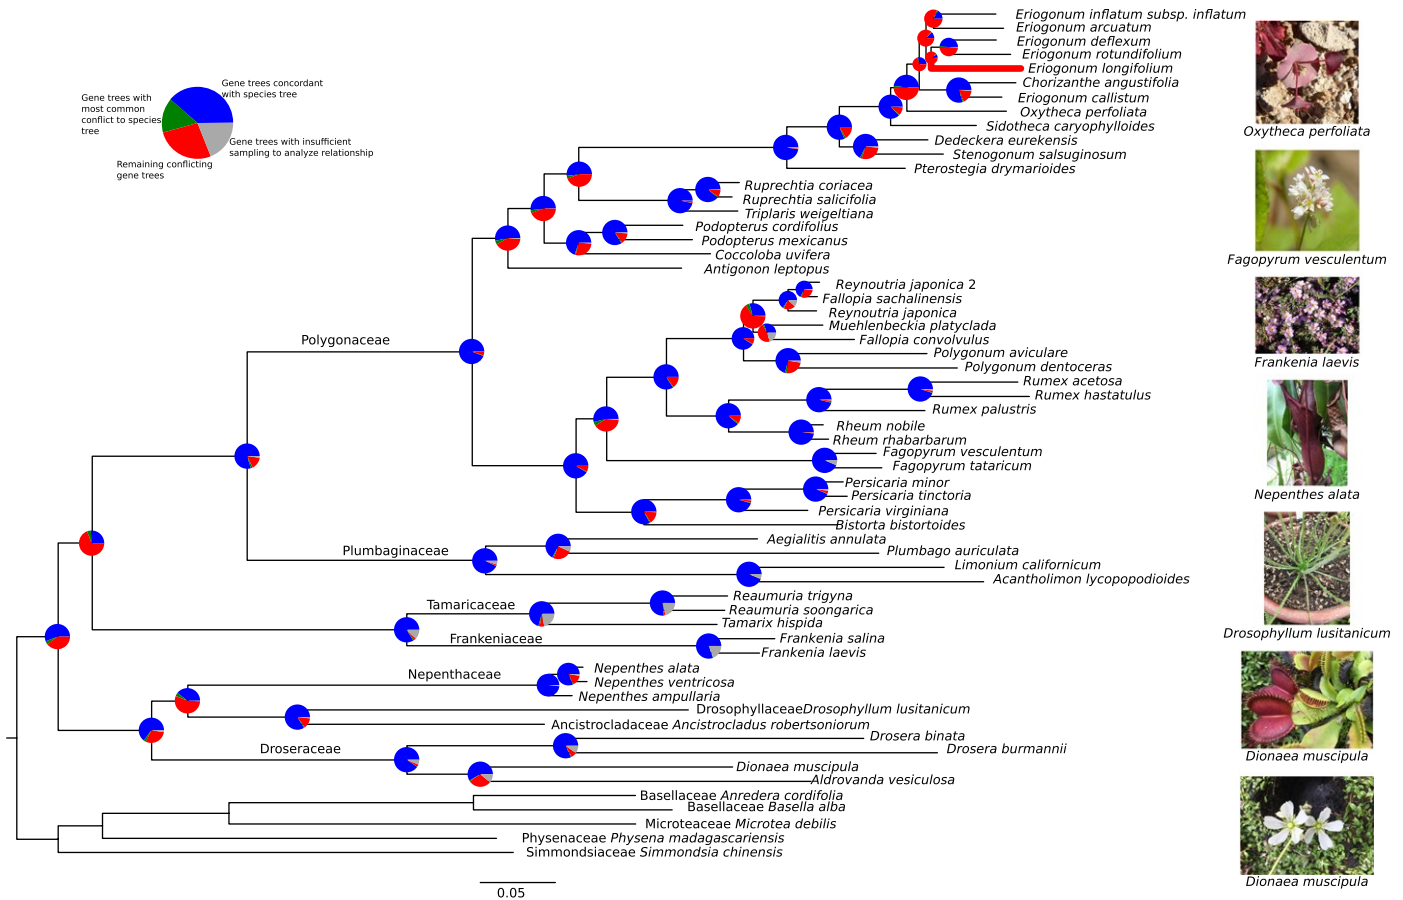 Gene trees with
most common
conflict to species
tree
Gene trees concordant
with species tree
Gene trees with insufficient
sampling to analyze relationship
Remaining conflicting
gene trees
Eriogonum inflatum subsp. inflatum
Eriogonum arcuatum
Eriogonum deflexum
Eriogonum rotundifolium
Eriogonum longifolium
Chorizanthe angustifolia
Eriogonum callistum
Oxytheca perfoliata
Sidotheca caryophylloides
Dedeckera eurekensis
Stenogonum salsuginosum
Pterostegia drymarioides
Ruprechtia coriacea
Ruprechtia salicifolia
Triplaris weigeltiana
Podopterus cordifolius
Podopterus mexicanus
Coccoloba uvifera
Antigonon leptopus
Reynoutria japonica 2
Fallopia sachalinensis
Reynoutria japonica
Muehlenbeckia platyclada
Fallopia convolvulus
Polygonaceae
Polygonum aviculare
Polygonum dentoceras
Rumex acetosa
Rumex hastatulus
Rumex palustris
Rheum nobile
Rheum rhabarbarum
Fagopyrum vesculentum
Fagopyrum tataricum
Persicaria minor
Persicaria tinctoria
Persicaria virginiana
Bistorta bistortoides
Aegialitis annulata
Plumbaginaceae
Plumbago auriculata
Limonium californicum
Acantholimon lycopopodioides
Reaumuria trigyna
Tamaricaceae
Reaumuria soongarica
Tamarix hispida
Frankeniaceae
Frankenia salina
Frankenia laevis
Nepenthaceae
Nepenthes alata
Nepenthes ventricosa
Nepenthes ampullaria
DrosophyllaceaeDrosophyllum lusitanicum
Ancistrocladaceae Ancistrocladus robertsoniorum
Droseraceae
Drosera binata
Drosera burmannii
Dionaea muscipula
Aldrovanda vesiculosa
Basellaceae Anredera cordifolia
Basellaceae Basella alba
Microteaceae Microtea debilis
Physenaceae Physena madagascariensis
Simmondsiaceae Simmondsia chinensis
0.05
Oxytheca perfoliata
Fagopyrum vesculentum
Frankenia laevis
Nepenthes alata
Drosophyllum lusitanicum
Dionaea muscipula
Dionaea muscipula